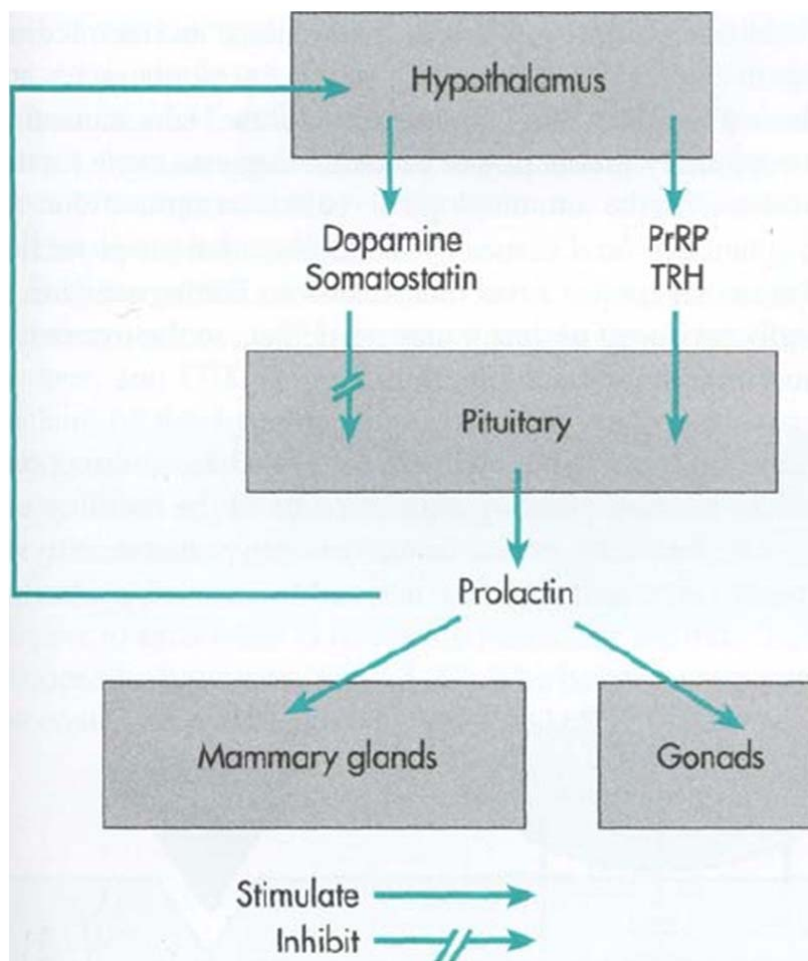 Hypothalamus
Dopamine
Somatostatin
PrRP
TRH
Pituitary
Prolactin
Mammary glands
Gonads
Stimulate
Inhibit